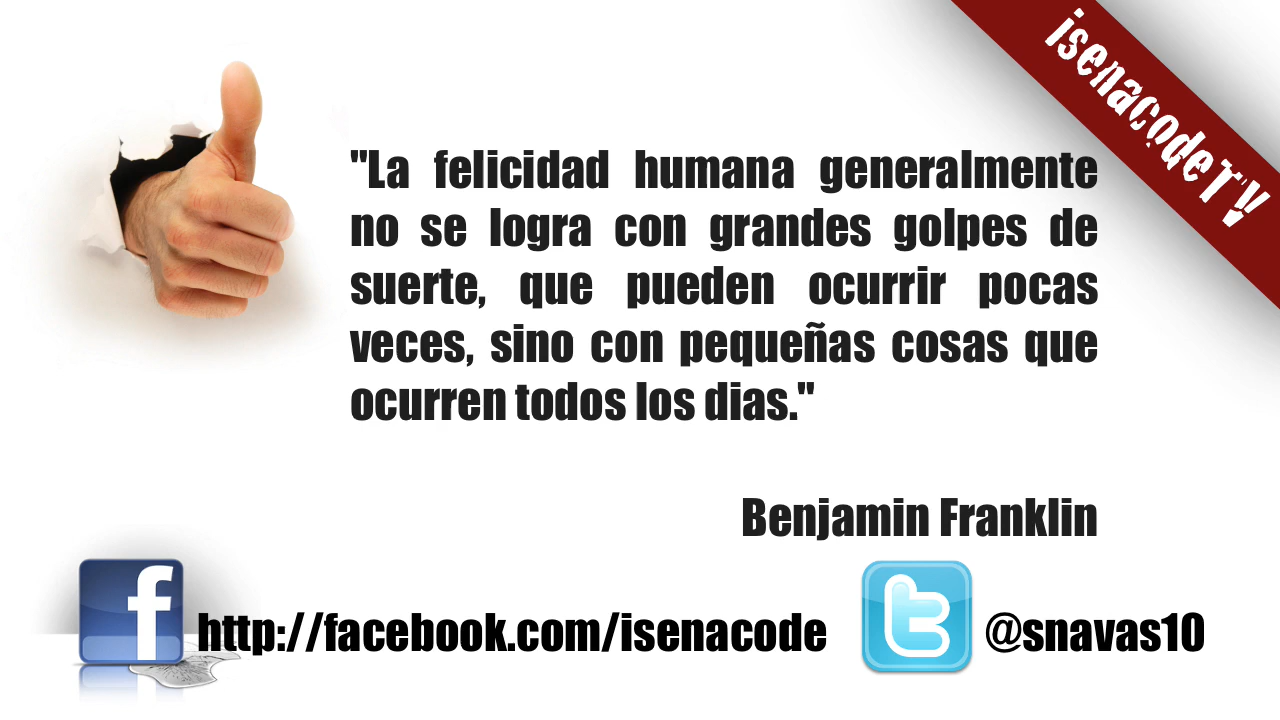 isenacodeTV
"La felicidad humana generalmente
no se logra con grandes golpes de
suerte, que pueden ocurrir pocas
veces, sino con pequeñas cosas que
ocurren todos los dias."
Benjamin Franklin
http://facebook.com/isenacode
@snavas10